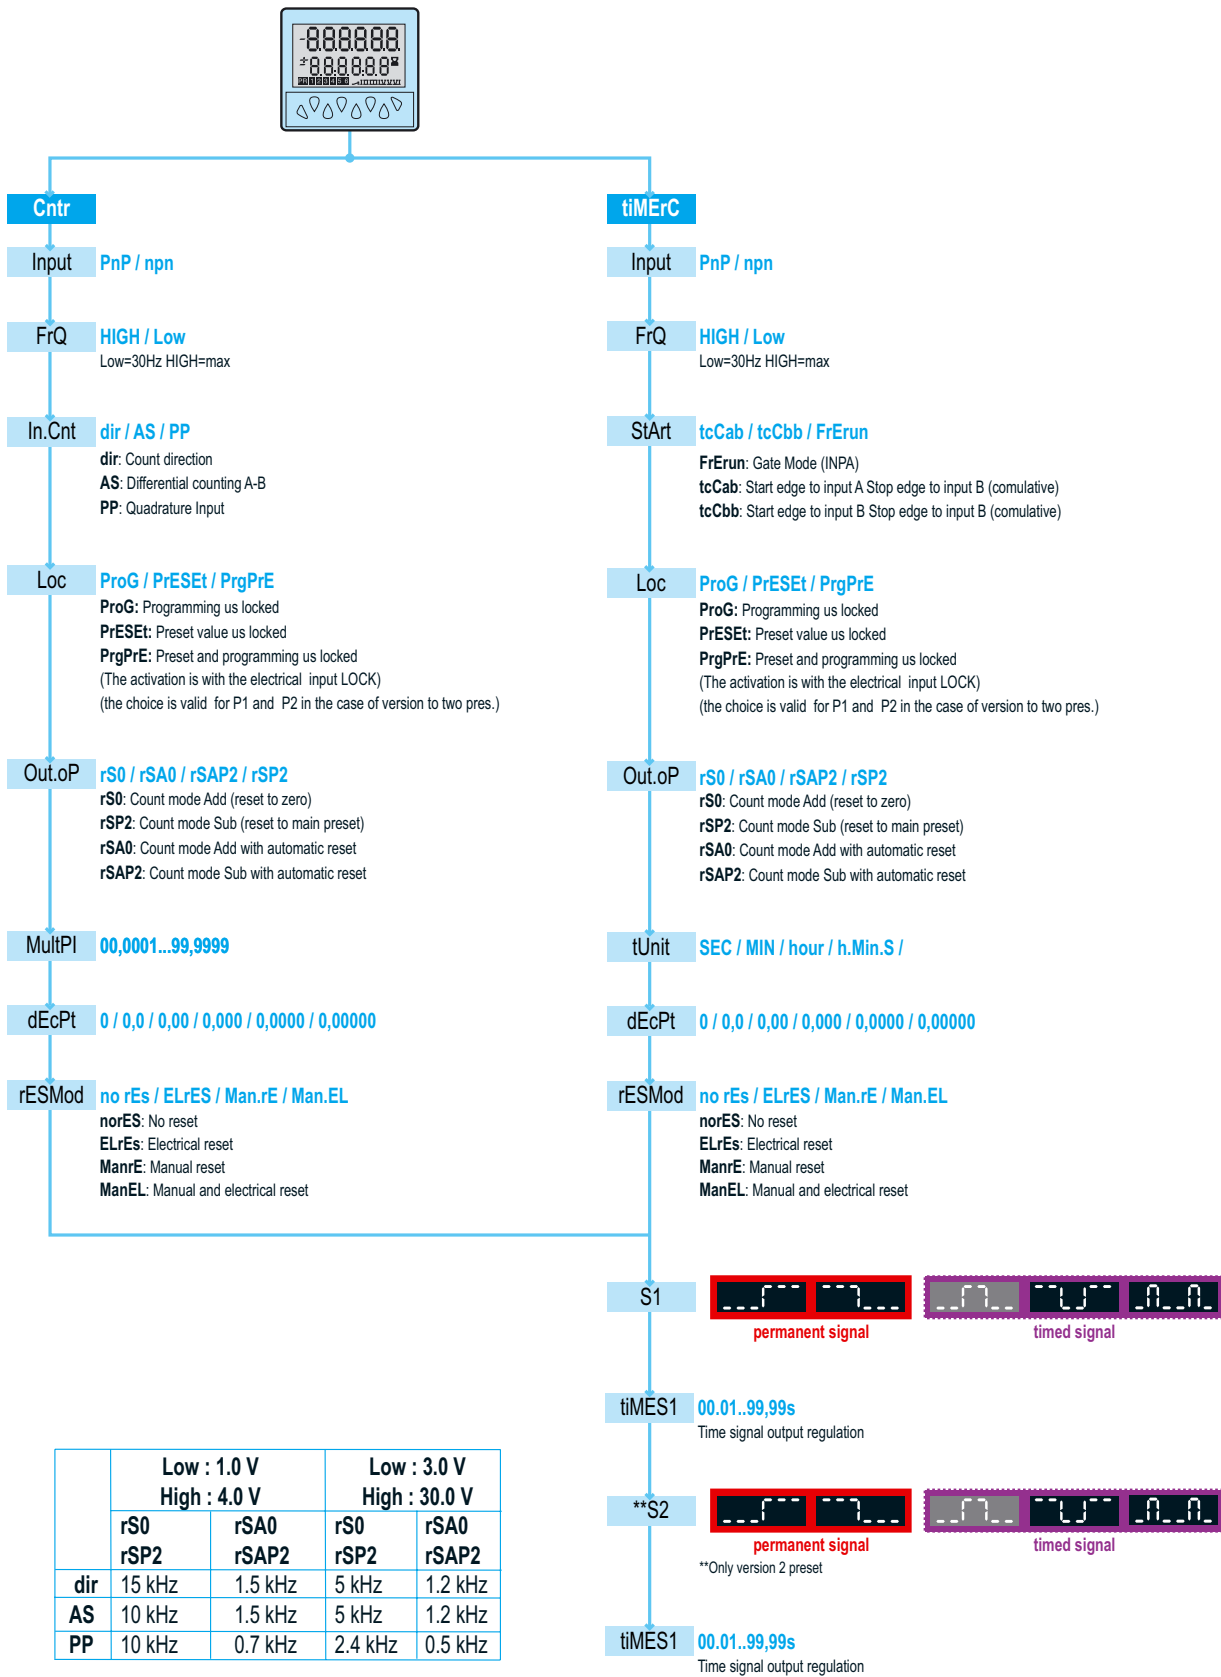 -8.8.8.8.8.8.
±8.8.8.8.8.8
PR 1 2 3 4 5 6
Cntr
Input PnP / npn
FrQ HIGH / Low
Low=30Hz HIGH=max
In.Cnt dir / AS / PP
dir: Count direction
AS: Differential counting A-B
PP: Quadrature Input
Loc ProG / PrESEt / PrgPrE
ProG: Programming us locked
PrESEt: Preset value us locked
PrgPrE: Preset and programming us locked
(The activation is with the electrical input LOCK)
(the choice is valid for P1 and P2 in the case of version to two pres.)
Out.oP rS0 / rSA0 / rSAP2 / rSP2
rS0: Count mode Add (reset to zero)
rSP2: Count mode Sub (reset to main preset)
rSA0: Count mode Add with automatic reset
rSAP2: Count mode Sub with automatic reset
MultPl 00,0001...99,9999
dEcPt 0 / 0,0 / 0,00 / 0,000 / 0,0000 / 0,00000
rESMod no rEs / ELrES / Man.rE / Man.EL
norES: No reset
ELrEs: Electrical reset
ManrE: Manual reset
ManEL: Manual and electrical reset
tiMErC
Input PnP / npn
FrQ HIGH / Low
Low=30Hz HIGH=max
StArt tcCab / tcCbb / FrErun
FrErun: Gate Mode (INPA)
tcCab: Start edge to input A Stop edge to input B (comulative)
tcCbb: Start edge to input B Stop edge to input B (comulative)
Loc ProG / PrESEt / PrgPrE
ProG: Programming us locked
PrESEt: Preset value us locked
PrgPrE: Preset and programming us locked
(The activation is with the electrical input LOCK)
(the choice is valid for P1 and P2 in the case of version to two pres.)
Out.oP rS0 / rSA0 / rSAP2 / rSP2
rS0: Count mode Add (reset to zero)
rSP2: Count mode Sub (reset to main preset)
rSA0: Count mode Add with automatic reset
rSAP2: Count mode Sub with automatic reset
tUnit SEC / MIN / hour / h.Min.S /
dEcPt 0 / 0,0 / 0,00 / 0,000 / 0,0000 / 0,00000
rESMod no rEs / ELrES / Man.rE / Man.EL
norES: No reset
ELrEs: Electrical reset
ManrE: Manual reset
ManEL: Manual and electrical reset
S1
permanent signal timed signal
tiMES1 00.01..99,99s
Time signal output regulation
**S2
permanent signal timed signal
**Only version 2 preset
tiMES1 00.01..99,99s
Time signal output regulation
Low : 1.0 V Low : 3.0 V
High : 4.0 V High : 30.0 V
rS0 rSA0 rS0 rSA0
rSP2 rSAP2 rSP2 rSAP2
dir 15 kHz 1.5 kHz 5 kHz 1.2 kHz
AS 10 kHz 1.5 kHz 5 kHz 1.2 kHz
PP 10 kHz 0.7 kHz 2.4 kHz 0.5 kHz